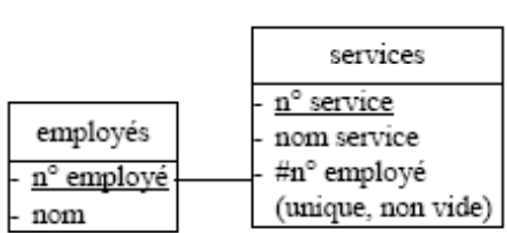 services
- n° service
- nom service
- #n° employé
(unique, non vide)
employés
- n° employé
- nom